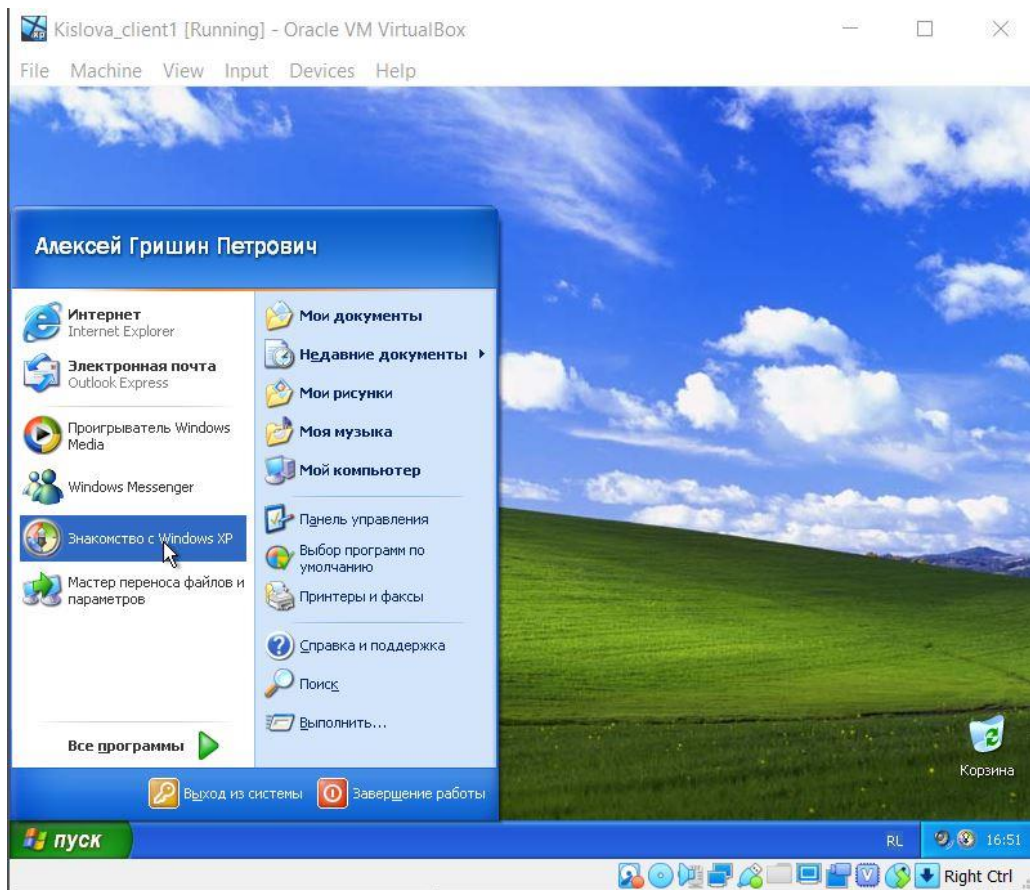 Kislova_client1 [Running] - Oracle VM VirtualBox
File Machine View Input Devices Help
Алексей Гришин Петрович
Интернет
Internet Explorer
Электронная почта
Outlook Express
Проигрыватель Windows
Media
Windows Messenger
Знакомство с Windows XP
Мастер переноса файлов и
параметров
Все программы
Мои документы
Недавние документы
Мои рисунки
Моя музыка
Мой компьютер
Панель управления
Выбор программ по
умолчанию
Принтеры и факсы
Справка и поддержка
Поиск
Выполнить...
Выход из системы
Завершение работы
Корзина
пуск
RL
16:51
Right Ctrl